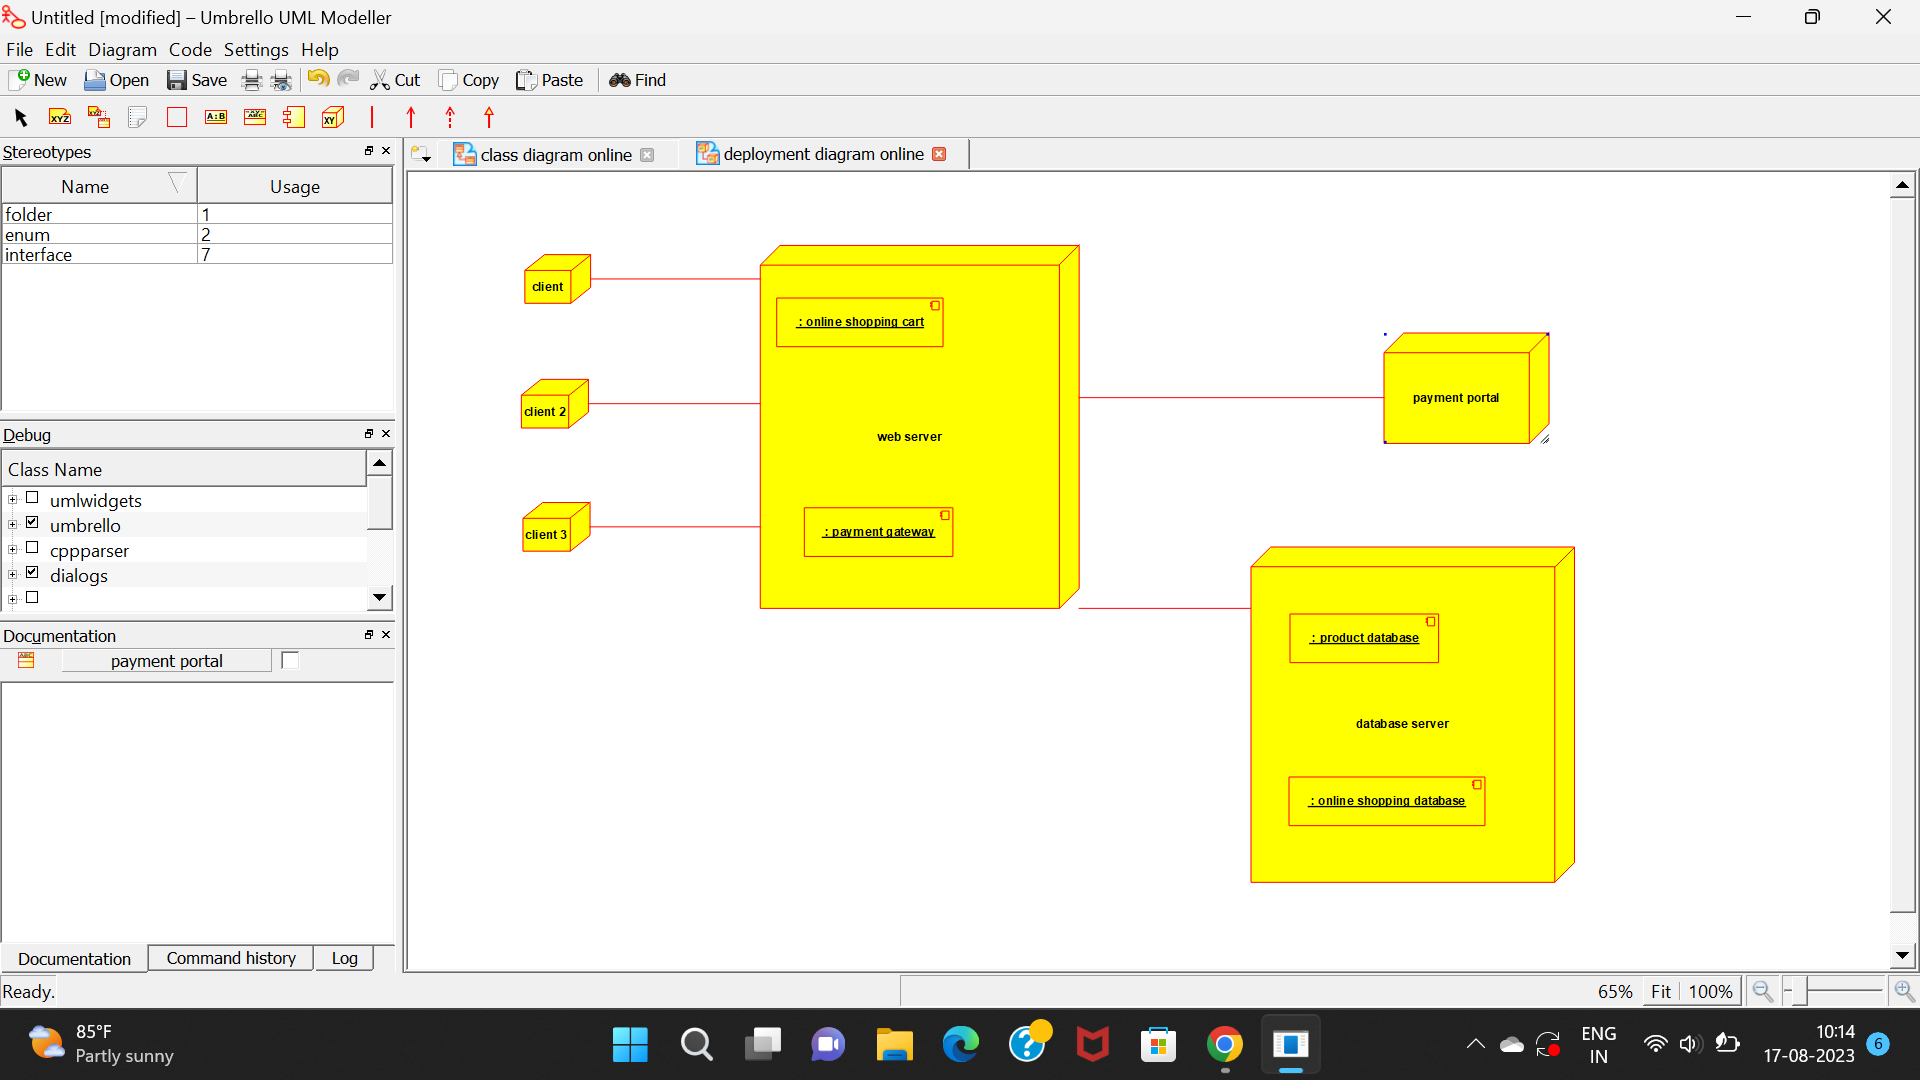 Untitled [modified] – Umbrello UML Modeller
File Edit Diagram Code Settings Help
New Open Save Cut Copy Paste Find
XYZ XYZ A:B ABC XY
Stereotypes
class diagram online
deployment diagram online
Name Usage
folder 1
enum 2
interface 7
Debug
Class Name
umlwidgets
umbrello
cppparser
dialogs
Documentation
payment portal
Documentation Command history Log
client
client 2
client 3
: online shopping cart
web server
: payment gateway
payment portal
: product database
database server
: online shopping database
Ready.
65% Fit 100%
85°F
Partly sunny
ENG
IN
10:14
17-08-2023
6